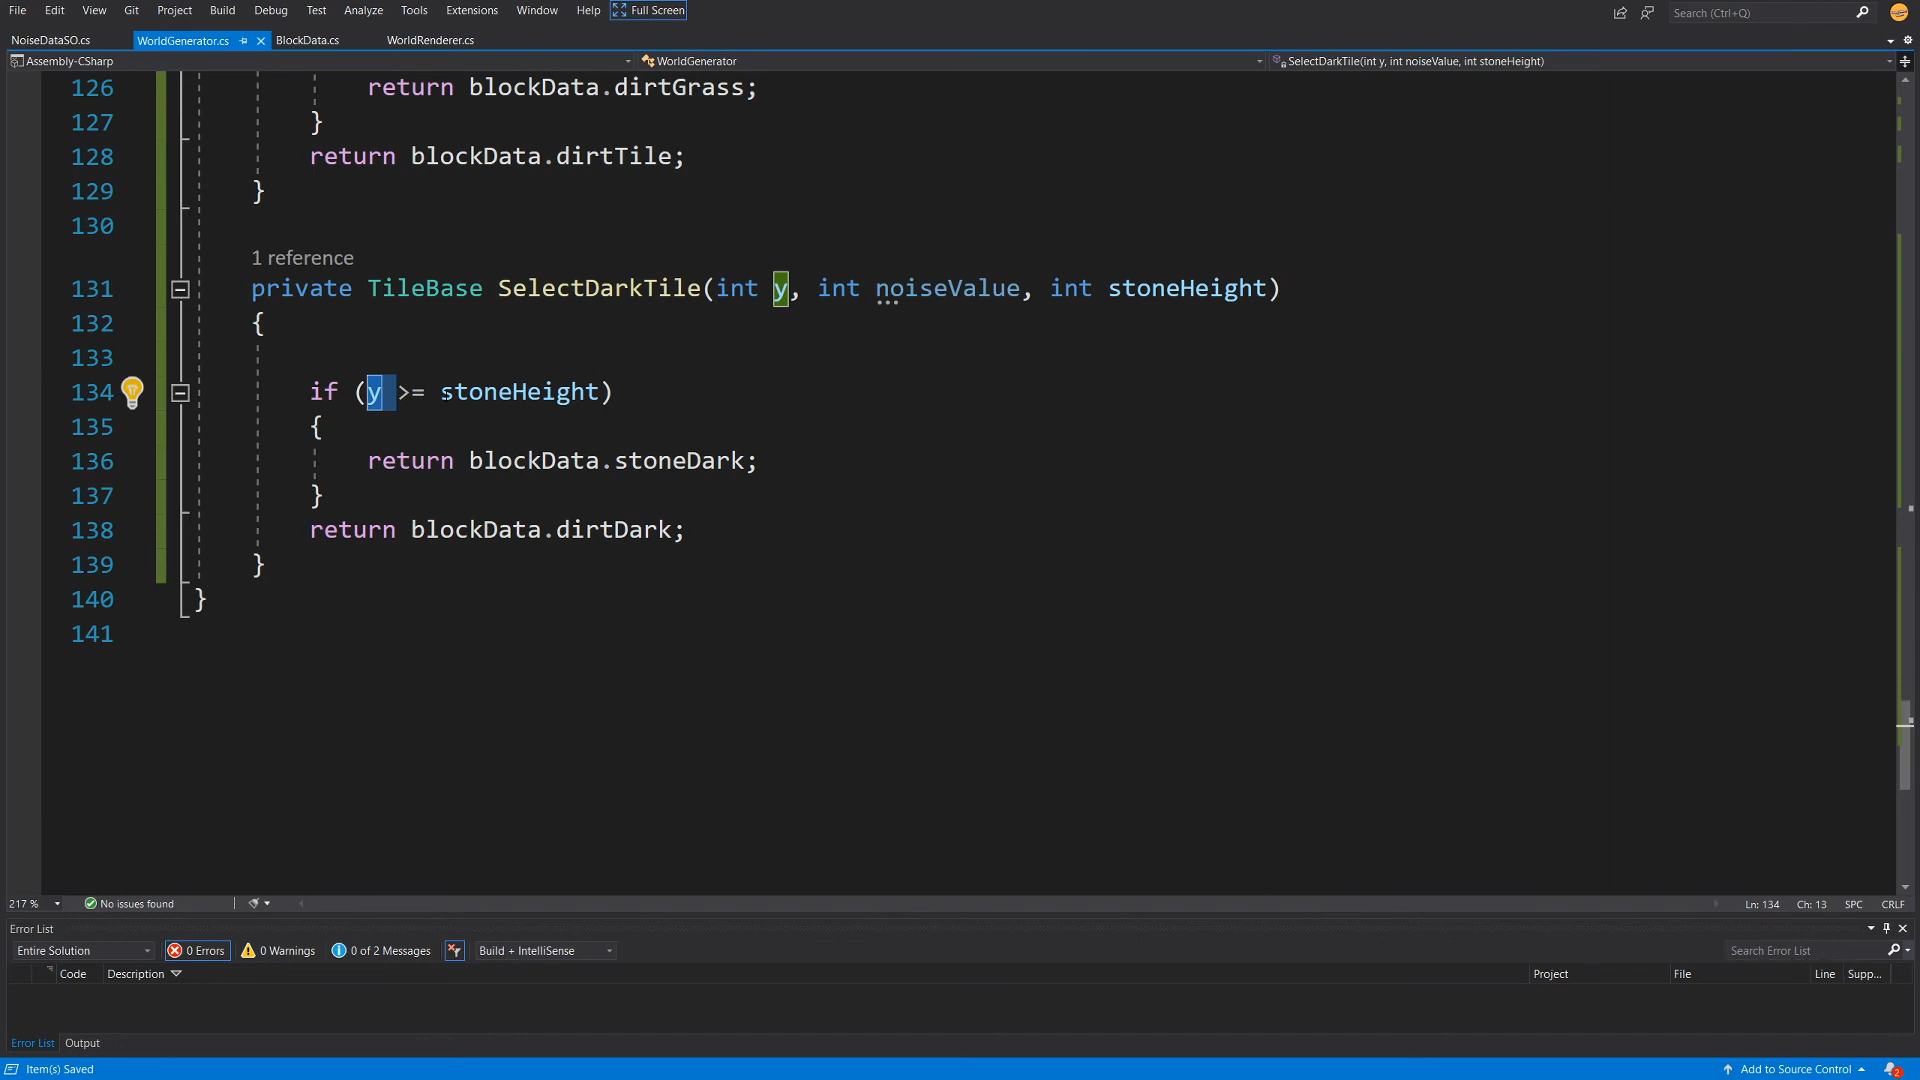 File Edit View Git Project Build Debug Test Analyze Tools Extensions Window Help Full Screen Search (Ctrl+Q)
NoiseDataSO.cs WorldGenerator.cs BlockData.cs WorldRenderer.cs
Assembly-CSharp WorldGenerator SelectDarkTile(int y, int noiseValue, int stoneHeight)
126 return blockData.dirtGrass;
127 }
128 return blockData.dirtTile;
129 }
130
1 reference
131 private TileBase SelectDarkTile(int y, int noiseValue, int stoneHeight)
132 {
133
134 if (y >= stoneHeight)
135 {
136 return blockData.stoneDark;
137 }
138 return blockData.dirtDark;
139 }
140 }
141
217 % No issues found Ln: 134 Ch: 13 SPC CRLF
Error List
Entire Solution 0 Errors 0 Warnings 0 of 2 Messages Build + IntelliSense Search Error List
Code Description Project File Line Supp...
Error List Output
Item(s) Saved Add to Source Control 2